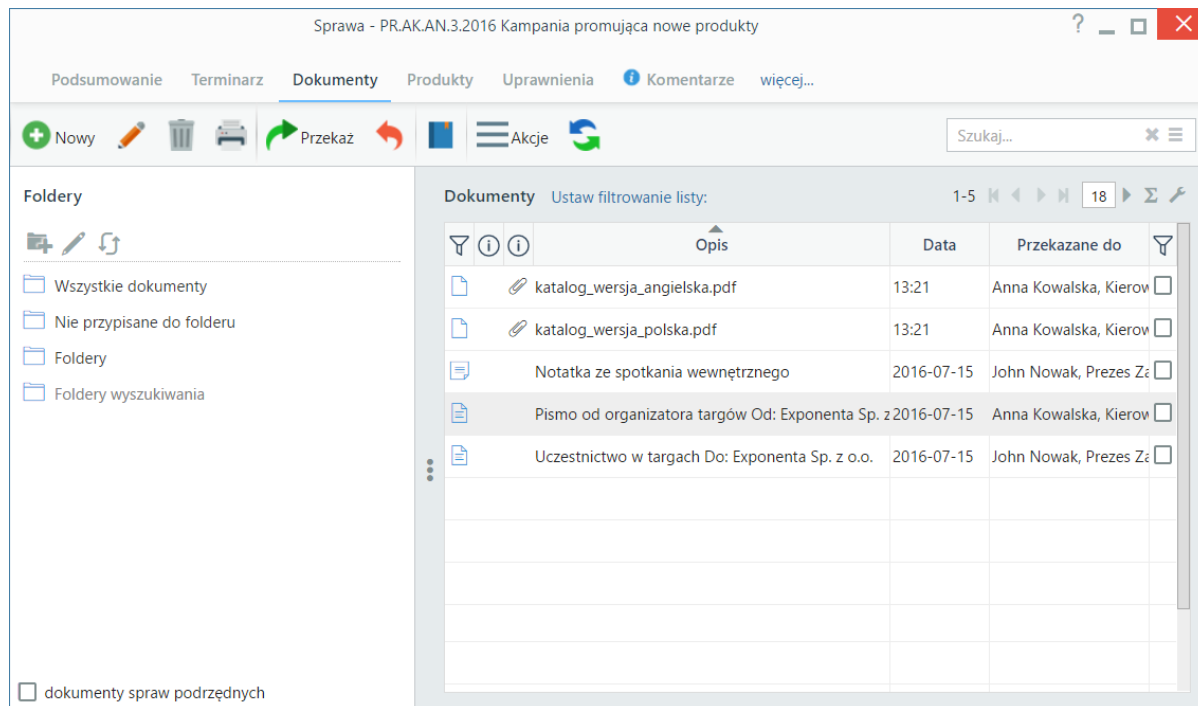 Sprawa - PR.AK.AN.3.2016 Kampania promująca nowe produkty
Podsumowanie Terminarz Dokumenty Produkty Uprawnienia Komentarze więcej...
Nowy Przekaż Akcje Szukaj...
Foldery
Wszystkie dokumenty
Nie przypisane do folderu
Foldery
Foldery wyszukiwania
dokumenty spraw podrzędnych
Dokumenty Ustaw filtrowanie listy: 1-5 18
Opis Data Przekazane do
katalog_wersja_angielska.pdf 13:21 Anna Kowalska, Kierow
katalog_wersja_polska.pdf 13:21 Anna Kowalska, Kierow
Notatka ze spotkania wewnętrznego 2016-07-15 John Nowak, Prezes Za
Pismo od organizatora targów Od: Exponenta Sp. z 2016-07-15 Anna Kowalska, Kierow
Uczestnictwo w targach Do: Exponenta Sp. z o.o. 2016-07-15 John Nowak, Prezes Za